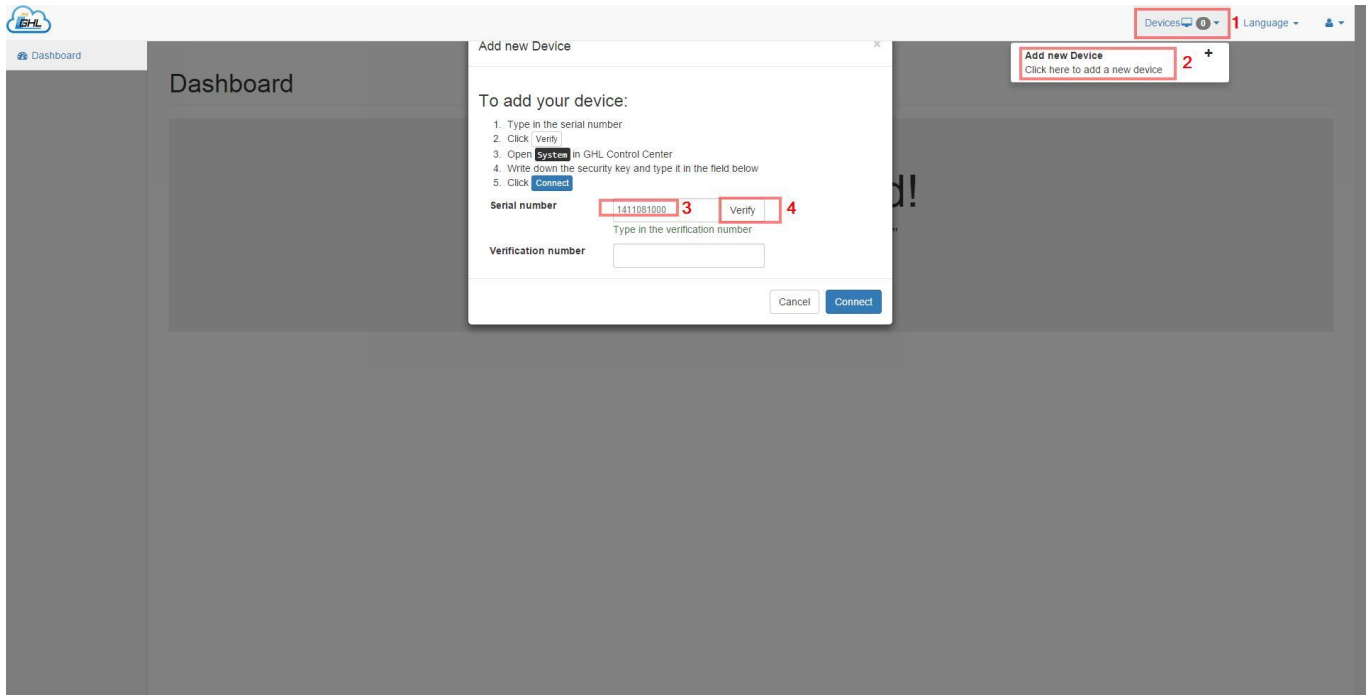 my
GHL
Devices 0 1 Language
Dashboard
Add new Device ×
Add new Device +
Click here to add a new device 2
Dashboard
To add your device:
1. Type in the serial number
2. Click Verify
3. Open System in GHL Control Center
4. Write down the security key and type it in the field below
5. Click Connect
d!
"
Serial number 1411081000 3 Verify 4
Type in the verification number
Verification number
Cancel Connect